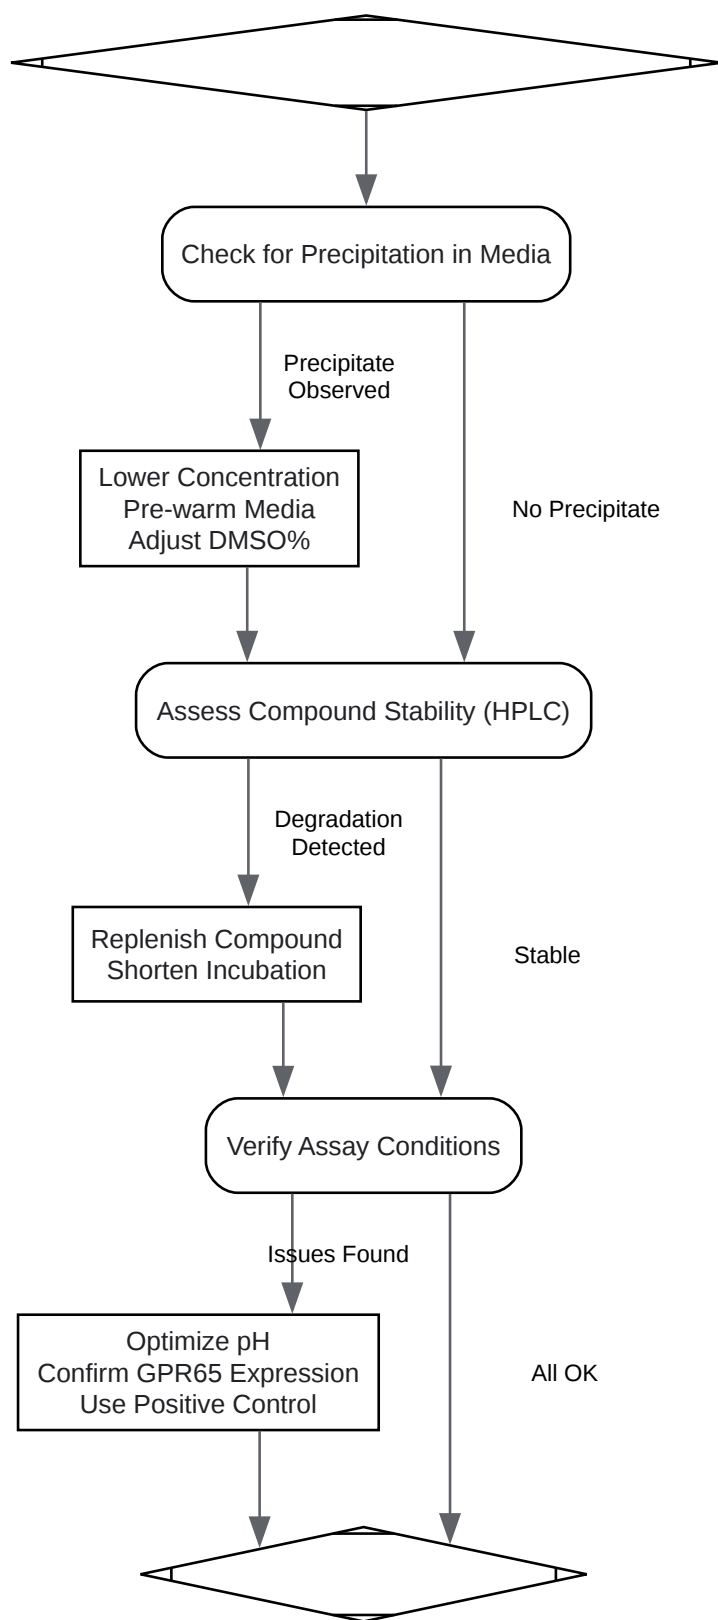 Check for Precipitation in Media
Precipitate
Observed
Lower Concentration
Pre-warm Media
Adjust DMSO%
No Precipitate
Assess Compound Stability (HPLC)
Degradation
Detected
Replenish Compound
Shorten Incubation
Stable
Verify Assay Conditions
Issues Found
Optimize pH
Confirm GPR65 Expression
Use Positive Control
All OK